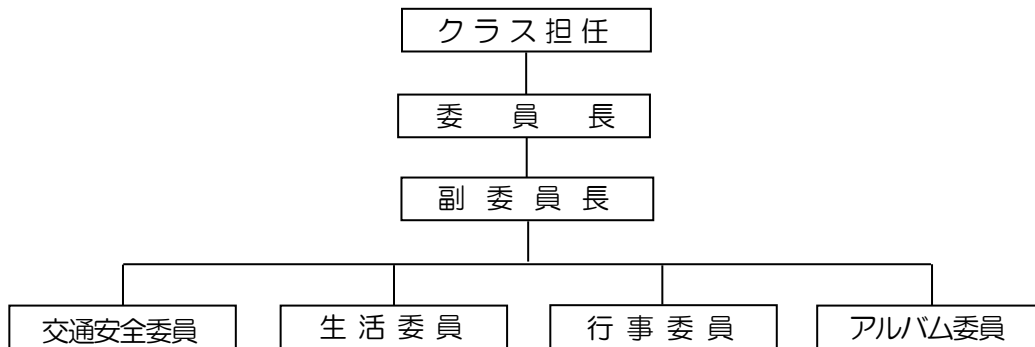 クラス担任
委員長
副委員長
交通安全委員
生活委員
行事委員
アルバム委員